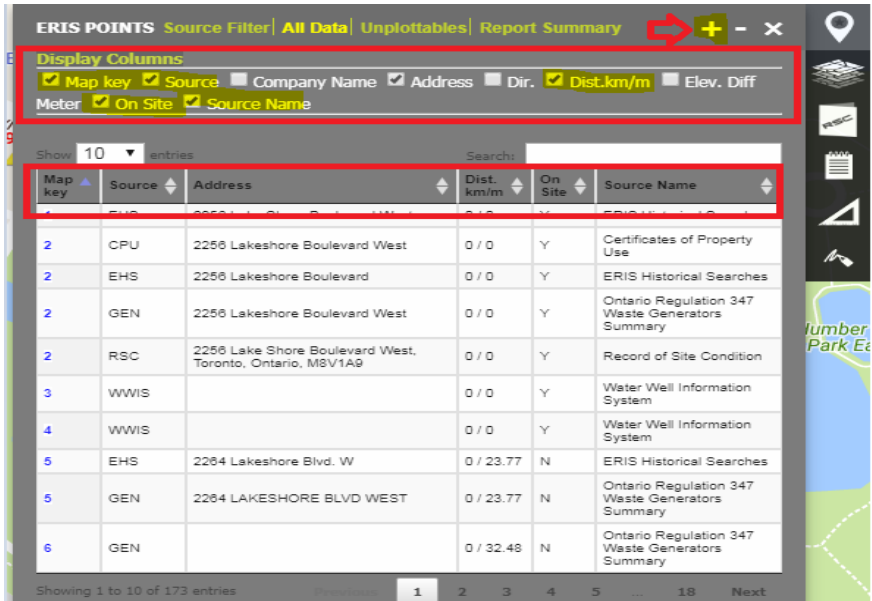 ERIS POINTS Source Filter| All Data| Unplottables| Report Summary + - ×
Display Columns
Map key Source Company Name Address Dir. Dist.km/m Elev. Diff
Meter On Site Source Name
Show 10 entries Search:
Map key Source Address Dist. km/m On Site Source Name
2 CPU 2256 Lakeshore Boulevard West 0 / 0 Y Certificates of Property Use
2 EHS 2256 Lakeshore Boulevard 0 / 0 Y ERIS Historical Searches
2 GEN 2256 Lakeshore Boulevard West 0 / 0 Y Ontario Regulation 347 Waste Generators Summary
2 RSC 2256 Lake Shore Boulevard West, Toronto, Ontario, M8V1A9 0 / 0 Y Record of Site Condition
3 WWIS 0 / 0 Y Water Well Information System
4 WWIS 0 / 0 Y Water Well Information System
5 EHS 2264 Lakeshore Blvd. W 0 / 23.77 N ERIS Historical Searches
5 GEN 2264 LAKESHORE BLVD WEST 0 / 23.77 N Ontario Regulation 347 Waste Generators Summary
6 GEN 0 / 32.48 N Ontario Regulation 347 Waste Generators Summary
Showing 1 to 10 of 173 entries Previous 1 2 3 4 5 ... 18 Next
RSC
Park